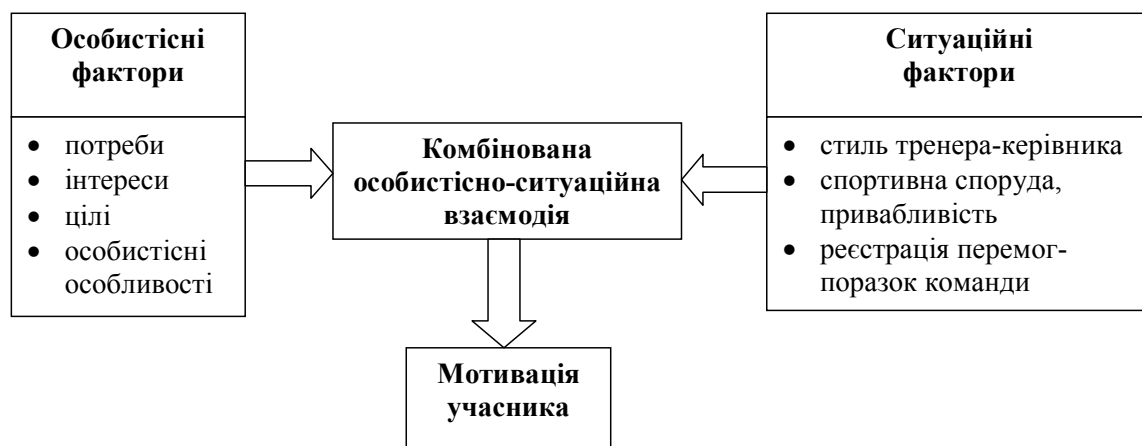 Особистісні
фактори
• потреби
• інтереси
• цілі
• особистісні
особливості
Комбінована
особистісно-ситуаційна
взаємодія
Ситуаційні
фактори
• стиль тренера-керівника
• спортивна споруда,
привабливість
• реєстрація перемог-
поразок команди
Мотивація
учасника